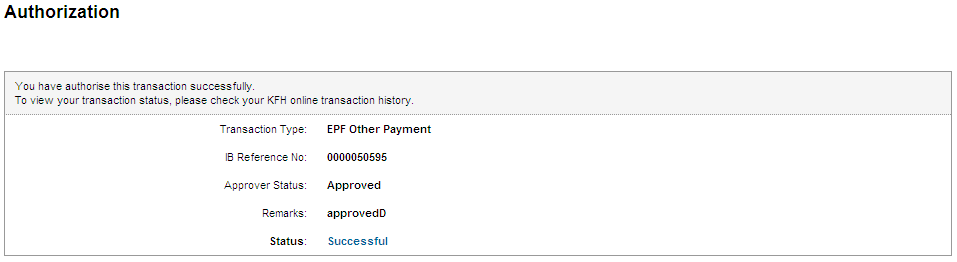 Authorization
You have authorise this transaction successfully.
To view your transaction status, please check your KFH online transaction history.
Transaction Type: EPF Other Payment
IB Reference No: 0000050595
Approver Status: Approved
Remarks: approvedD
Status: Successful